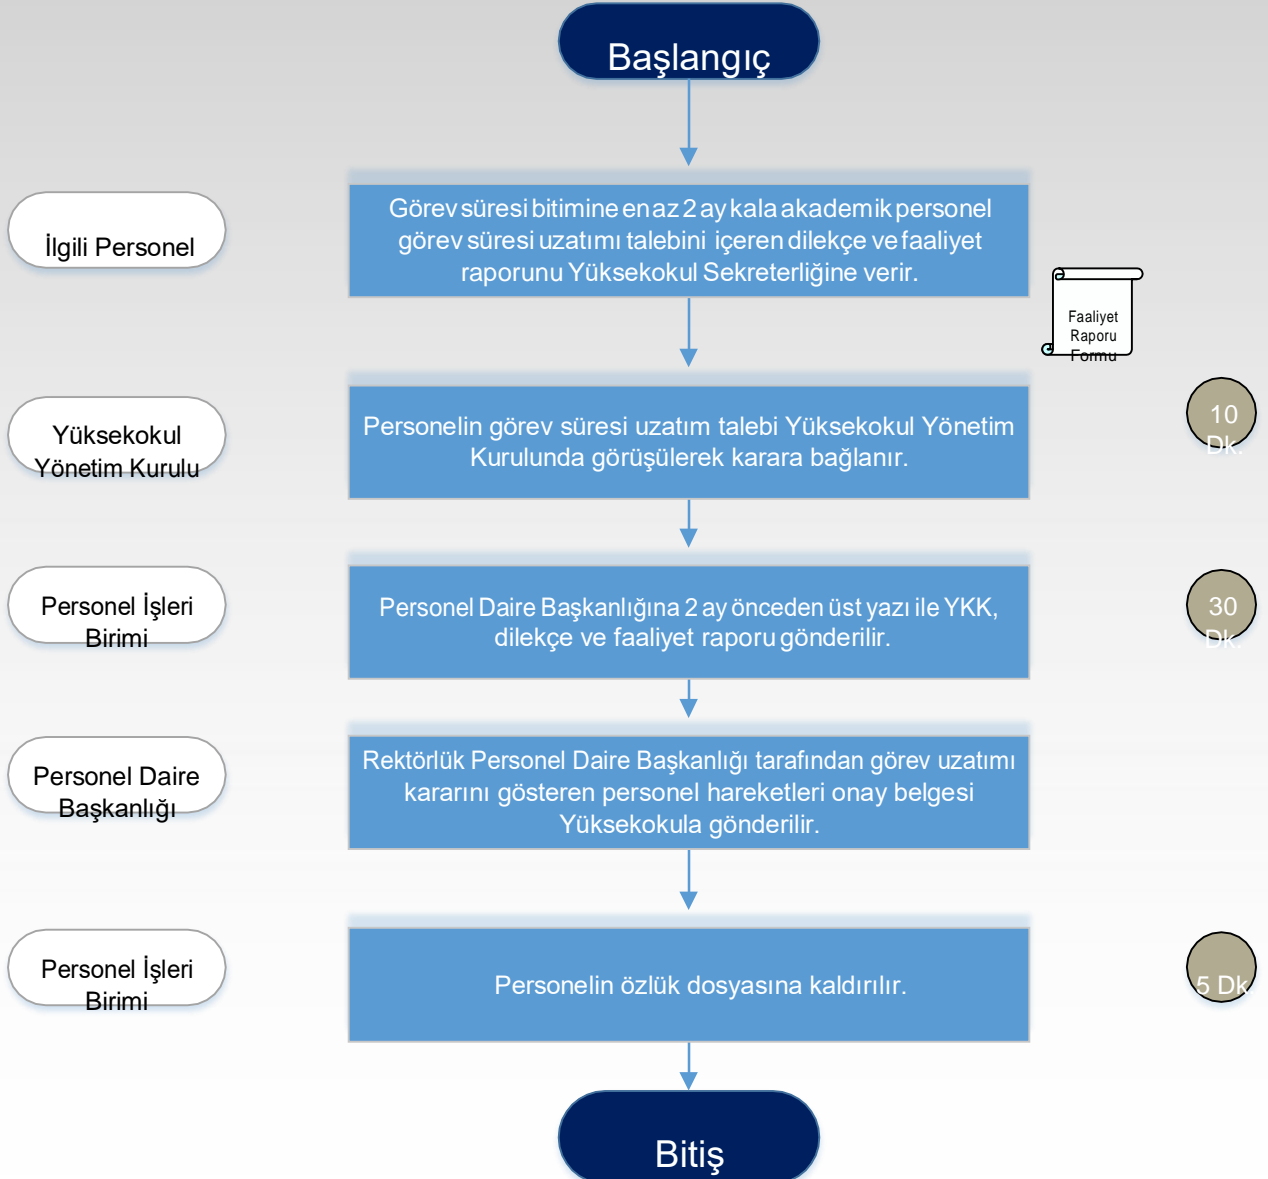 Başlangıç
İlgili Personel
Görev süresi bitimine en az 2 ay kala akademik personel
görev süresi uzatımı talebini içeren dilekçe ve faaliyet
raporunu Yüksekokul Sekreterliğine verir.
Faaliyet
Raporu
Formu
Yüksekokul
Yönetim Kurulu
Personelin görev süresi uzatım talebi Yüksekokul Yönetim
Kurulunda görüşülerek karara bağlanır.
10
Dk.
Personel İşleri
Birimi
Personel Daire Başkanlığına 2 ay önceden üst yazı ile YKK,
dilekçe ve faaliyet raporu gönderilir.
30
Dk.
Personel Daire
Başkanlığı
Rektörlük Personel Daire Başkanlığı tarafından görev uzatımı
kararını gösteren personel hareketleri onay belgesi
Yüksekokula gönderilir.
Personel İşleri
Birimi
Personelin özlük dosyasına kaldırılır.
5 Dk
Bitiş